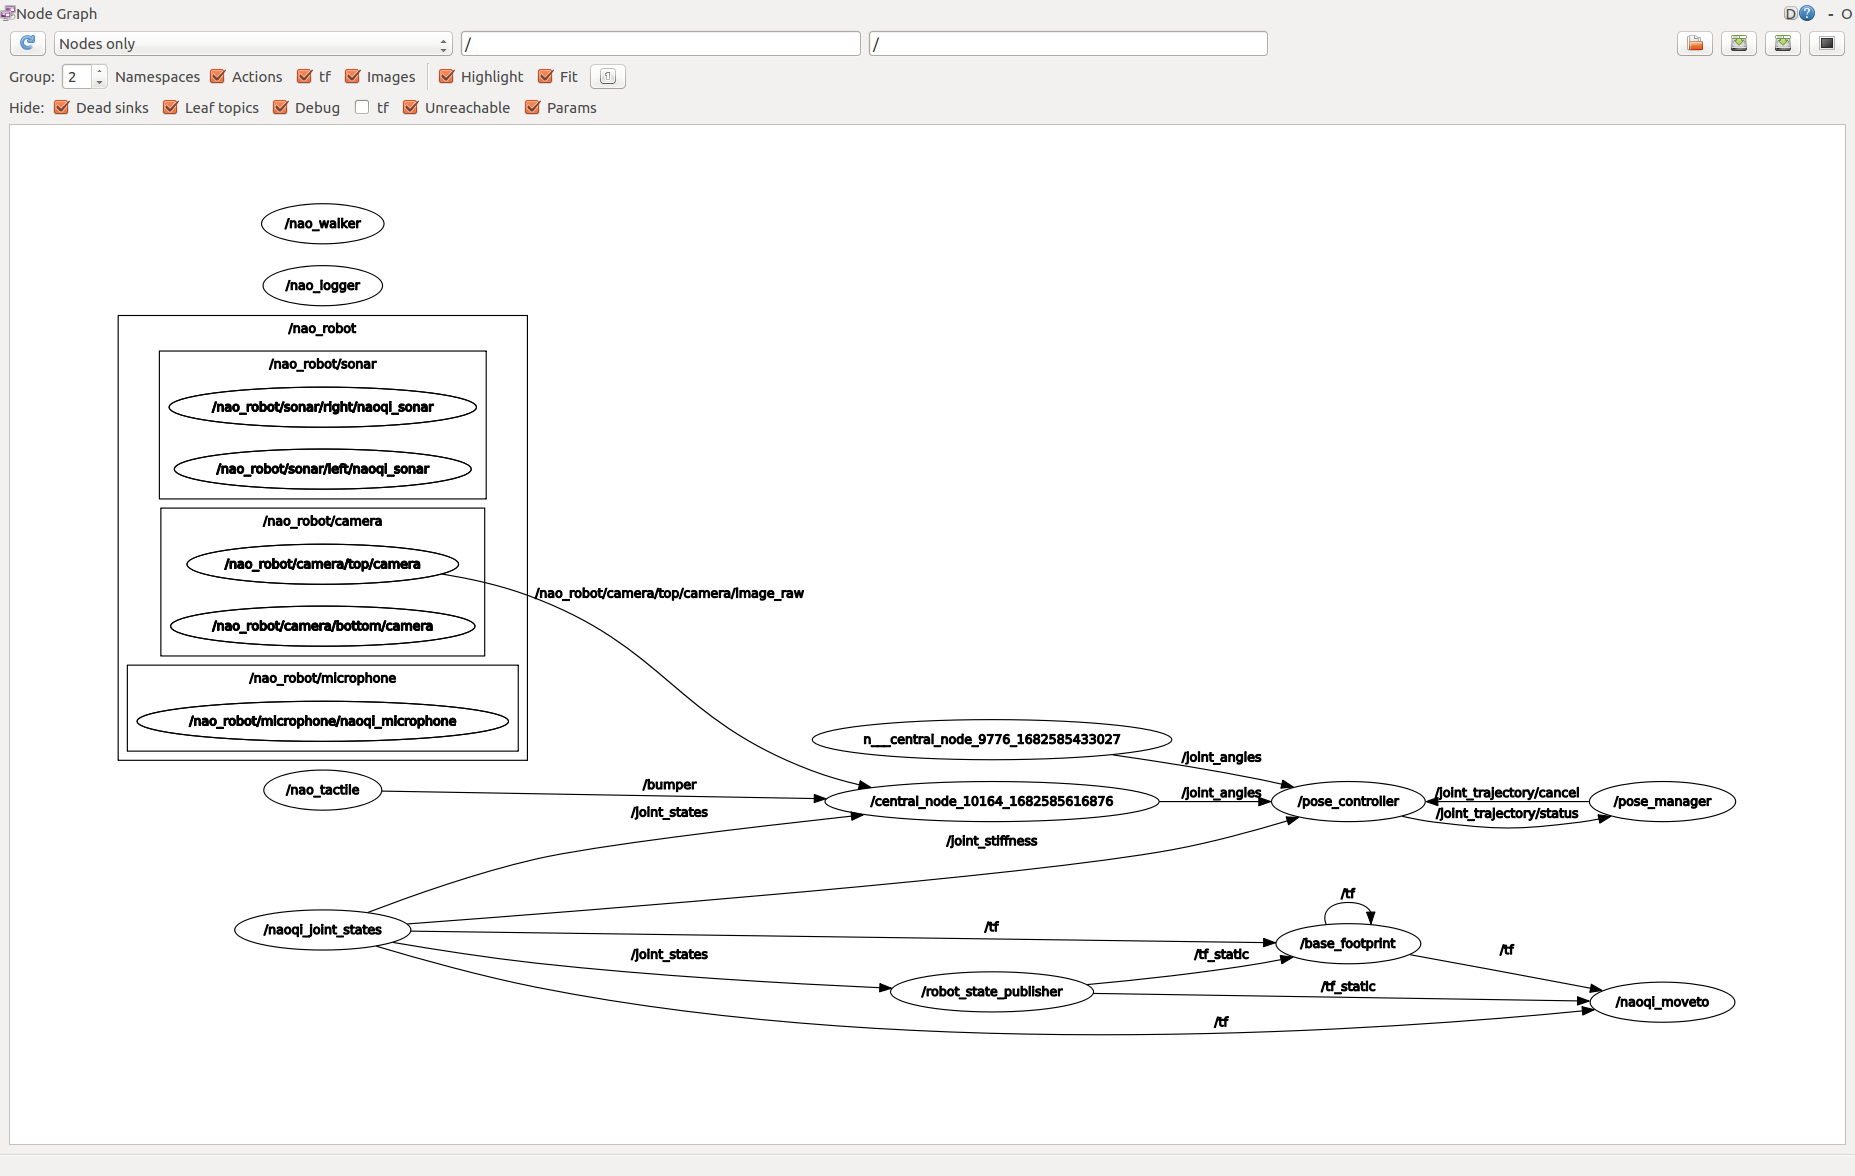 Node Graph
D ? - O
Nodes only / /
Group: 2 Namespaces Actions tf Images Highlight Fit
Hide: Dead sinks Leaf topics Debug tf Unreachable Params
/nao_walker
/nao_logger
/nao_robot
/nao_robot/sonar
/nao_robot/sonar/right/naoqi_sonar
/nao_robot/sonar/left/naoqi_sonar
/nao_robot/camera
/nao_robot/camera/top/camera
/nao_robot/camera/top/camera/image_raw
/nao_robot/camera/bottom/camera
/nao_robot/microphone
/nao_robot/microphone/naoqi_microphone
n___central_node_9776_1682585433027
/joint_angles
/nao_tactile
/bumper
/central_node_10164_1682585616876
/joint_angles
/pose_controller
/joint_trajectory/cancel
/pose_manager
/joint_trajectory/status
/joint_states
/joint_stiffness
/tf
/naoqi_joint_states
/tf
/base_footprint
/tf
/joint_states
/tf_static
/robot_state_publisher
/tf_static
/naoqi_moveto
/tf